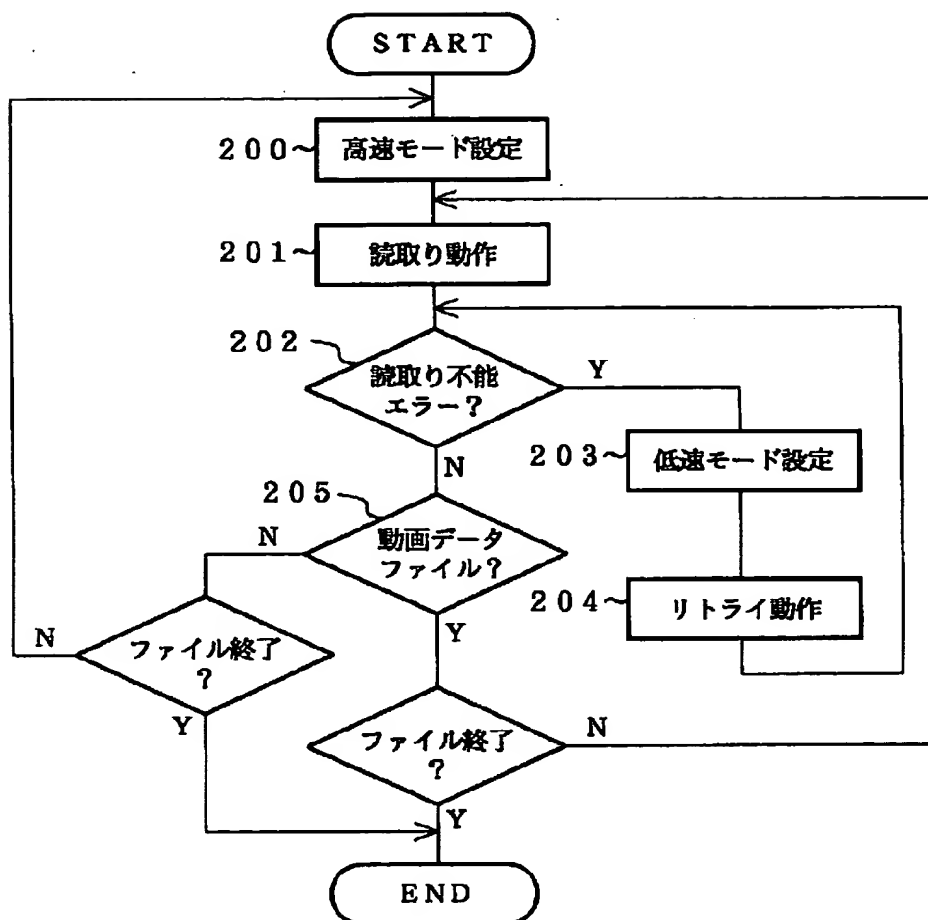 START
200
高速モード設定
201
読取り動作
202
読取り不能
エラー?
Y
203
低速モード設定
N
205
動画データ
ファイル?
N
204
リトライ動作
Y
N
ファイル終了
?
Y
ファイル終了
?
N
Y
END